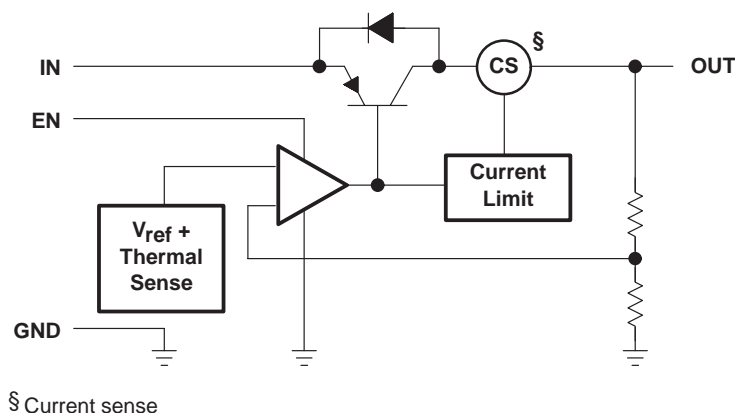 §
IN
CS
OUT
EN
Current
Limit
Vref +
Thermal
Sense
GND
§ Current sense